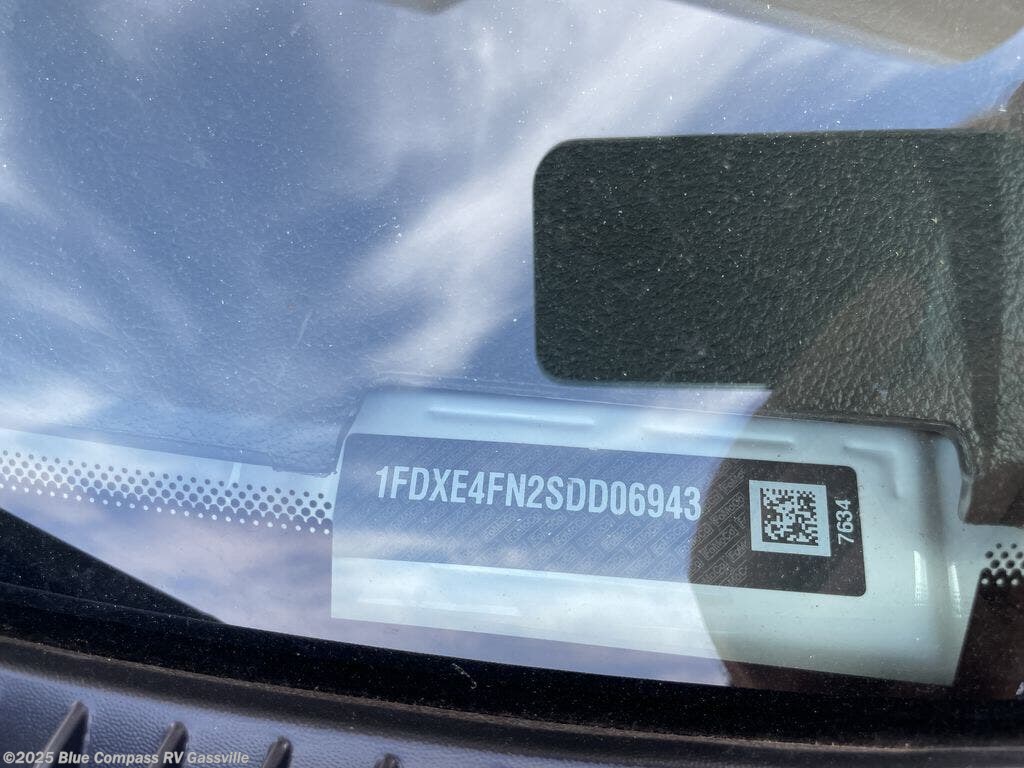 1FDXE4FN2SDD06943
7634
©2025 Blue Compass RV Gassville